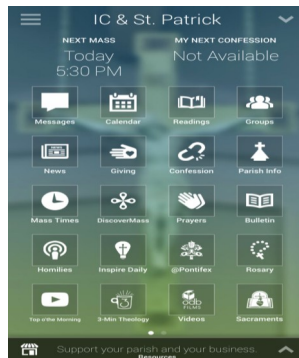 IC & St. Patrick
NEXT MASS
Today
5:30 PM
MY NEXT CONFESSION
Not Available
Messages Calendar Readings Groups
News Giving Confession Parish Info
Mass Times DiscoverMass Prayers Bulletin
Homilies Inspire Daily @Pontifex Rosary
odb
FILMS
Top o'the Morning 3-Min Theology Videos Sacraments
Support your parish and your business
Resources